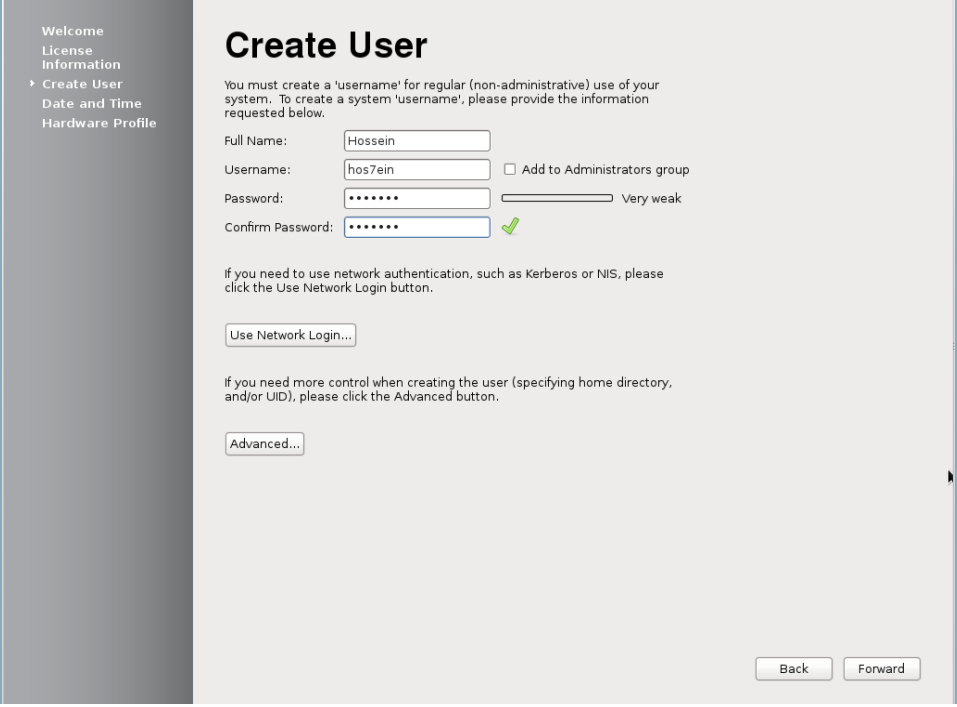 Welcome
License
Information
Create User
Date and Time
Hardware Profile
Create User
You must create a 'username' for regular (non-administrative) use of your
system.  To create a system 'username', please provide the information
requested below.
Full Name: Hossein
Username: hos7ein Add to Administrators group
Password: ••••••• Very weak
Confirm Password: •••••••
If you need to use network authentication, such as Kerberos or NIS, please
click the Use Network Login button.
Use Network Login...
If you need more control when creating the user (specifying home directory,
and/or UID), please click the Advanced button.
Advanced...
Back Forward